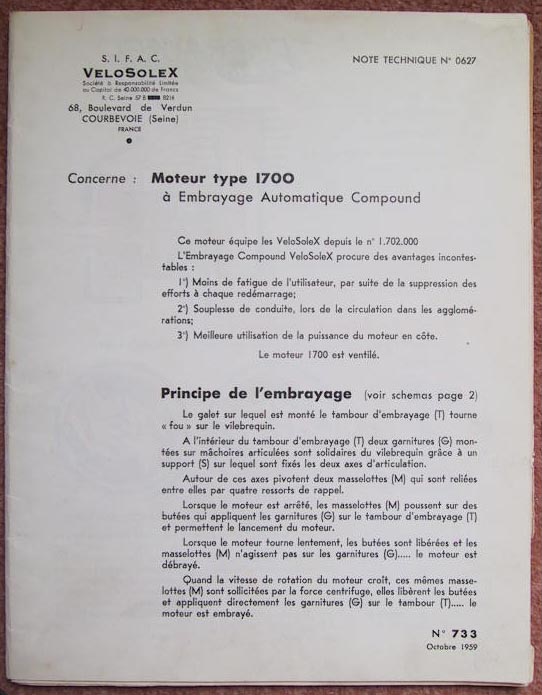 S. I. F. A. C.
VELOSOLEX
Société à Responsabilité Limitée
au Capital de 40.000.000 de Francs
R. C. Seine 57 B 8214
68, Boulevard de Verdun
COURBEVOIE (Seine)
FRANCE
NOTE TECHNIQUE N° 0627
Concerne : Moteur type 1700
à Embrayage Automatique Compound
Ce moteur équipe les VeloSoleX depuis le n° 1.702.000
L'Embrayage Compound VeloSoleX procure des avantages incontes-
tables :
1°) Moins de fatigue de l'utilisateur, par suite de la suppression des
efforts à chaque redémarrage;
2°) Souplesse de conduite, lors de la circulation dans les agglomé-
rations;
3°) Meilleure utilisation de la puissance du moteur en côte.
Le moteur 1700 est ventilé.
Principe de l'embrayage (voir schemas page 2)
Le galet sur lequel est monté le tambour d'embrayage (T) tourne
« fou » sur le vilebrequin.
A l'intérieur du tambour d'embrayage (T) deux garnitures (G) mon-
tées sur mâchoires articulées sont solidaires du vilebrequin grâce à un
support (S) sur lequel sont fixés les deux axes d'articulation.
Autour de ces axes pivotent deux masselottes (M) qui sont reliées
entre elles par quatre ressorts de rappel.
Lorsque le moteur est arrêté, les masselottes (M) poussent sur des
butées qui appliquent les garnitures (G) sur le tambour d'embrayage (T)
et permettent le lancement du moteur.
Lorsque le moteur tourne lentement, les butées sont libérées et les
masselottes (M) n'agissent pas sur les garnitures (G)..... le moteur est
débrayé.
Quand la vitesse de rotation du moteur croît, ces mêmes masse-
lottes (M) sont sollicitées par la force centrifuge, elles libèrent les butées
et appliquent directement les garnitures (G) sur le tambour (T)..... le
moteur est embrayé.
N° 733
Octobre 1959